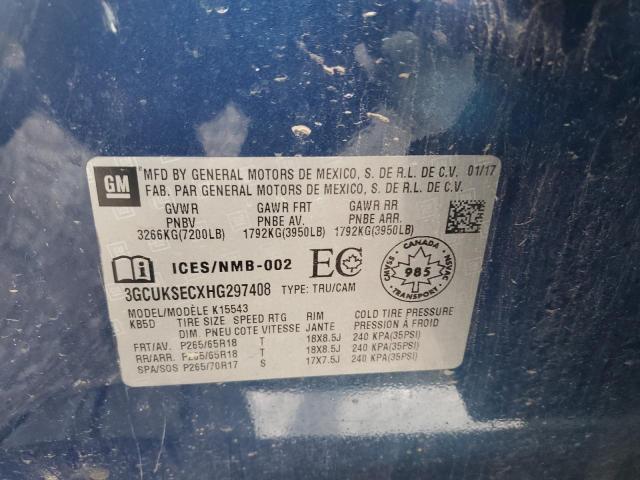 GM
MFD BY GENERAL MOTORS DE MEXICO, S. DE R.L. DE C.V. 01/17
FAB. PAR GENERAL MOTORS DE MEXICO, S. DE R.L. DE C.V.
GVWR GAWR FRT GAWR RR
PNBV PNBE AV. PNBE ARR.
3266KG(7200LB) 1792KG(3950LB) 1792KG(3950LB)
ICES/NMB-002 EC
CMVSS NSVAC
985
TRANSPORT
3GCUKSECXHG297408 TYPE: TRU/CAM
MODEL/MODÈLE K15543
KB5D TIRE SIZE SPEED RTG RIM COLD TIRE PRESSURE
DIM. PNEU COTE VITESSE JANTE PRESSION À FROID
FRT/AV. P265/65R18 T 18X8.5J 240 KPA(35PSI)
RR/ARR. P265/65R18 T 18X8.5J 240 KPA(35PSI)
SPA/SOS P265/70R17 S 17X7.5J 240 KPA(35PSI)